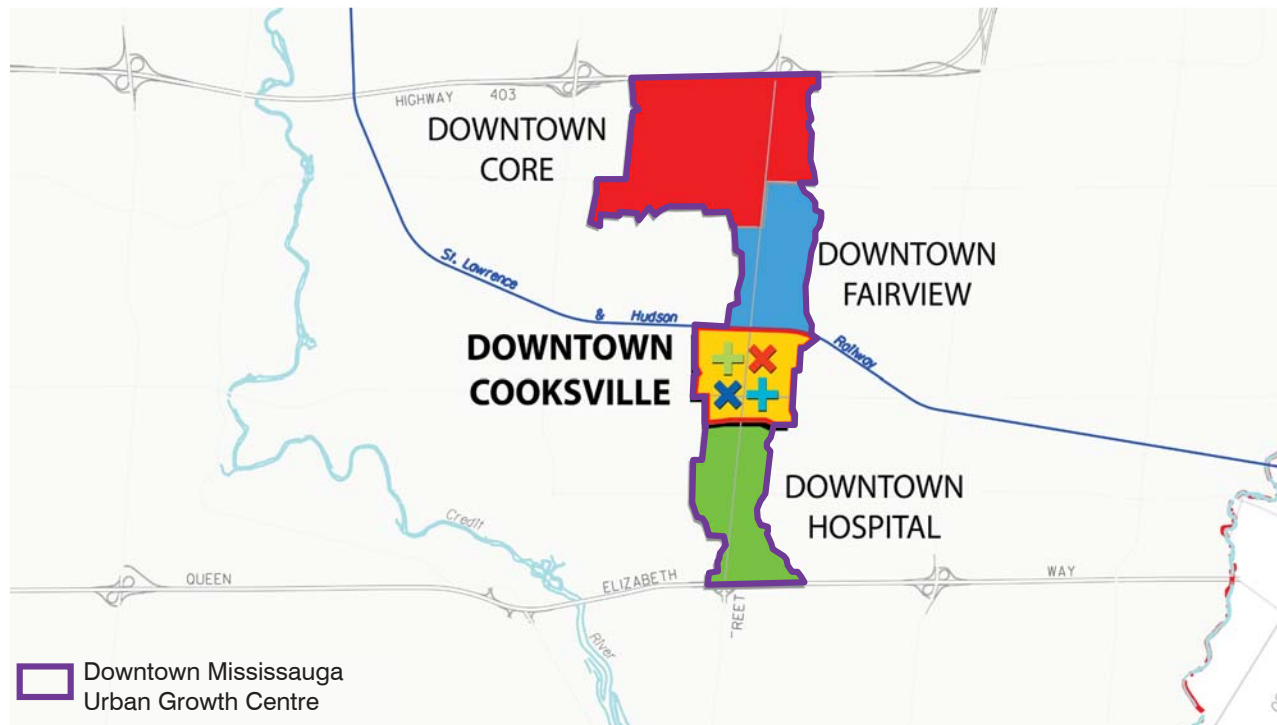 HIGHWAY 403
DOWNTOWN
CORE
St. Lawrence
& Hudson
Railway
DOWNTOWN
FAIRVIEW
DOWNTOWN
COOKSVILLE
DOWNTOWN
HOSPITAL
Credit
River
QUEEN
ELIZABETH
WAY
TREET
Downtown Mississauga
Urban Growth Centre